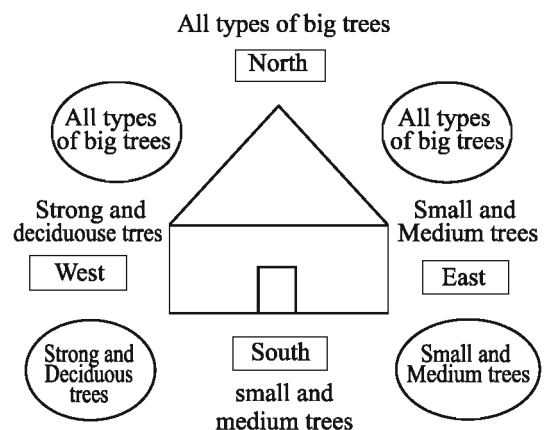 All types of big trees
North
All types
of big trees
All types
of big trees
Strong and
deciduouse trres
Small and
Medium trees
West
East
Strong and
Deciduous
trees
South
Small and
Medium trees
small and
medium trees